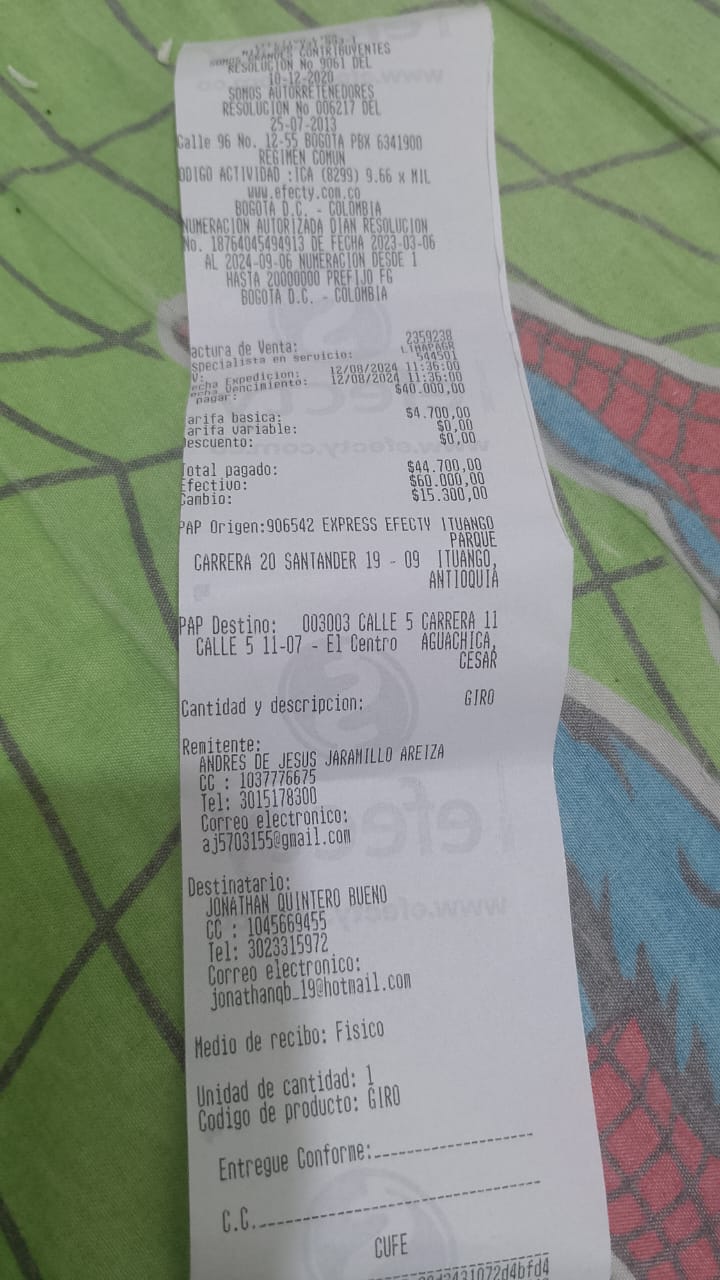 SOMOS GRANDES CONTRIBUYENTES
RESOLUCION No 9061 DEL
10-12-2020
SOMOS AUTORRETENEDORES
RESOLUCION No 006217 DEL
25-07-2013
Calle 96 No. 12-55 BOGOTA PBX 6341900
REGIMEN COMUN
ODIGO ACTIVIDAD :ICA (8299) 9.66 x MIL
www.efecty.com.co
BOGOTA D.C. - COLOMBIA
NUMERACION AUTORIZADA DIAN RESOLUCION
No. 18764045494913 DE FECHA 2023-03-06
AL 2024-09-06 NUMERACION DESDE 1
HASTA 20000000 PREFIJO FG
BOGOTA D.C. - COLOMBIA
actura de Venta: 2359238
specialista en servicio:
V: 544501
echa Expedicion: 12/08/2024 11:36:00
echa Vencimiento: 12/08/2024 11:36:00
pagar: $40.000,00
arifa basica: $4.700,00
arifa variable: $0,00
escuento: $0,00
Total pagado: $44.700,00
Efectivo: $60.000,00
Cambio: $15.300,00
PAP Origen:906542 EXPRESS EFECTY ITUANGO
PARQUE
CARRERA 20 SANTANDER 19 - 09 ITUANGO,
ANTIOQUIA
PAP Destino: 003003 CALLE 5 CARRERA 11
CALLE 5 11-07 - El Centro AGUACHICA,
CESAR
Cantidad y descripcion: GIRO
Remitente:
ANDRES DE JESUS JARAMILLO AREIZA
CC : 1037776675
Tel: 3015178300
Correo electronico:
aj5703155@gmail.com
Destinatario:
JONATHAN QUINTERO BUENO
CC : 1045669455
Tel: 3023315972
Correo electronico:
jonathanqb_19@hotmail.com
Medio de recibo: Fisico
Unidad de cantidad: 1
Codigo de producto: GIRO
Entregue Conforme:
C.C.
CUFE